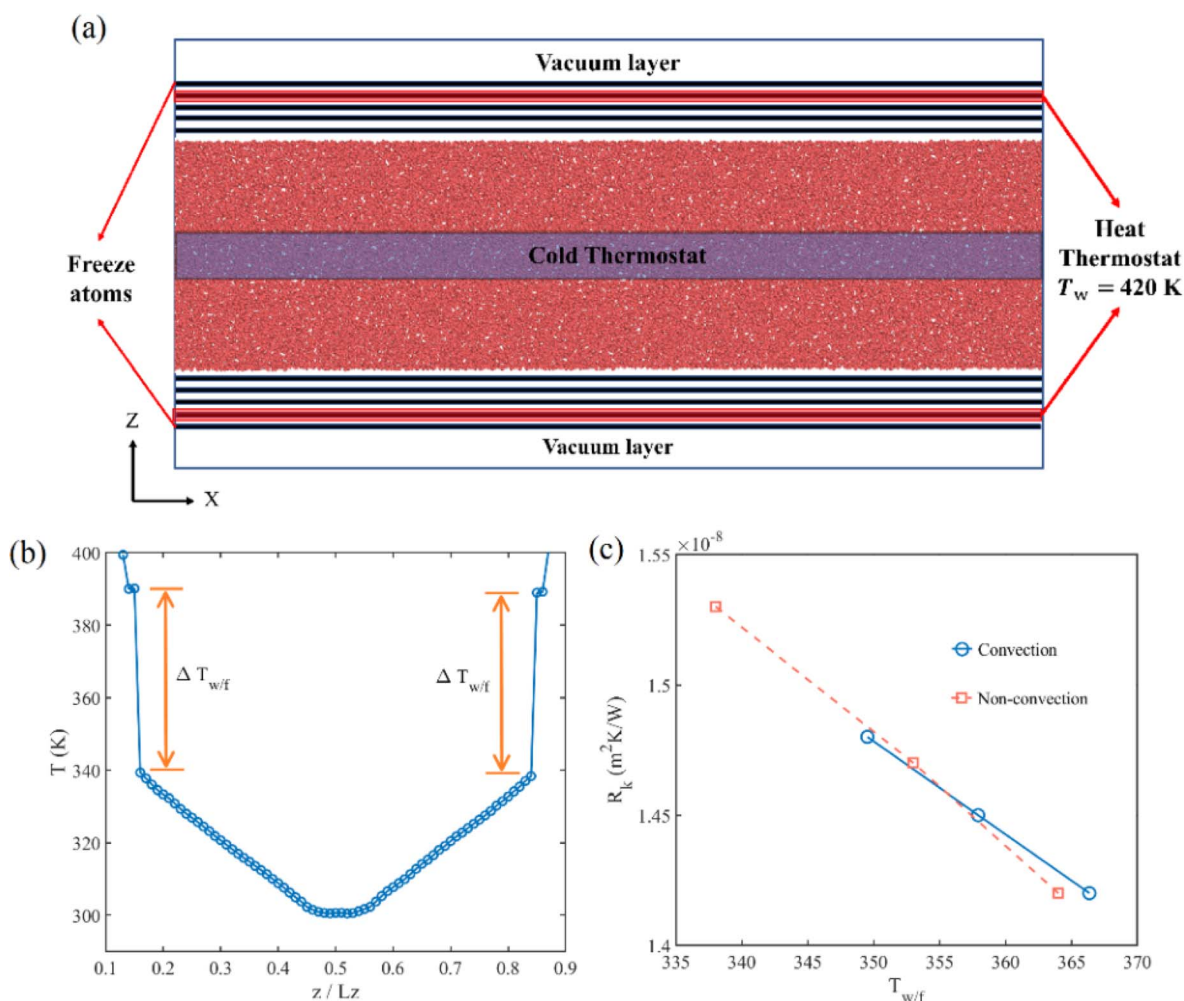 (a)
Vacuum layer
Freeze
atoms
Cold Thermostat
Heat
Thermostat
T_w = 420 K
Vacuum layer
Z
X
(b)
400
380
360
340
320
300
T (K)
Δ T_w/f
Δ T_w/f
0.1 0.2 0.3 0.4 0.5 0.6 0.7 0.8 0.9
z / Lz
(c)
×10^-8
1.55
1.5
1.45
1.4
R_k (m^2K/W)
Convection
Non-convection
335 340 345 350 355 360 365 370
T_w/f